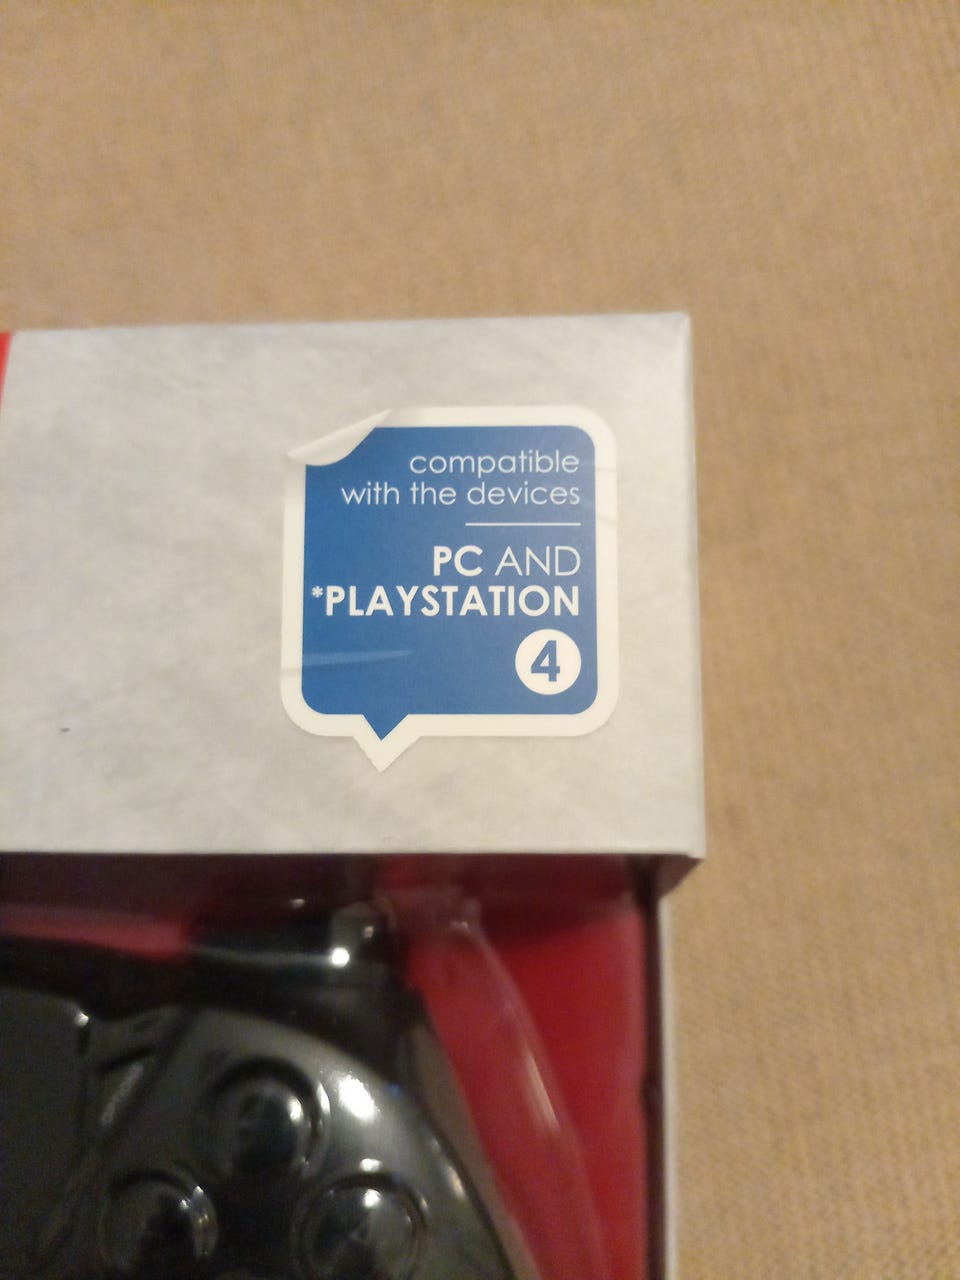 compatible
with the devices
PC AND
*PLAYSTATION
4